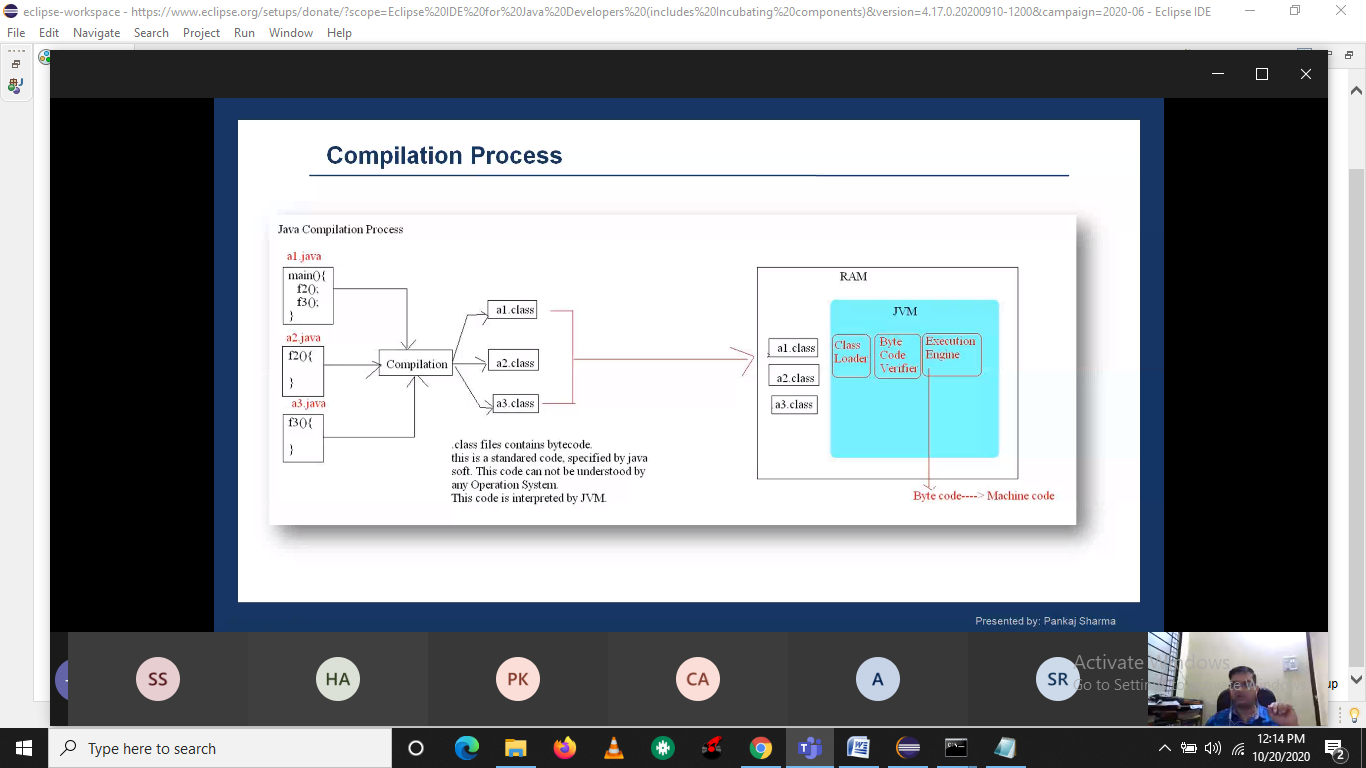 eclipse-workspace - https://www.eclipse.org/setups/donate/?scope=Eclipse%20IDE%20for%20Java%20Developers%20(includes%20Incubating%20components)&version=4.17.0.20200910-1200&campaign=2020-06 - Eclipse IDE
File Edit Navigate Search Project Run Window Help
Compilation Process
Java Compilation Process
a1.java
main(){
f2();
f3();
}
a2.java
f2(){
}
a3.java
f3(){
}
Compilation
a1.class
a2.class
a3.class
.class files contains bytecode.
this is a standared code, specified by java
soft. This code can not be understood by
any Operation System.
This code is interpreted by JVM.
RAM
a1.class
a2.class
a3.class
JVM
Class
Loader
Byte
Code
Verifier
Execution
Engine
Byte code----> Machine code
Presented by: Pankaj Sharma
SS HA PK CA A SR
Activate Windows
Go to Settin
up
Type here to search
12:14 PM
10/20/2020
2